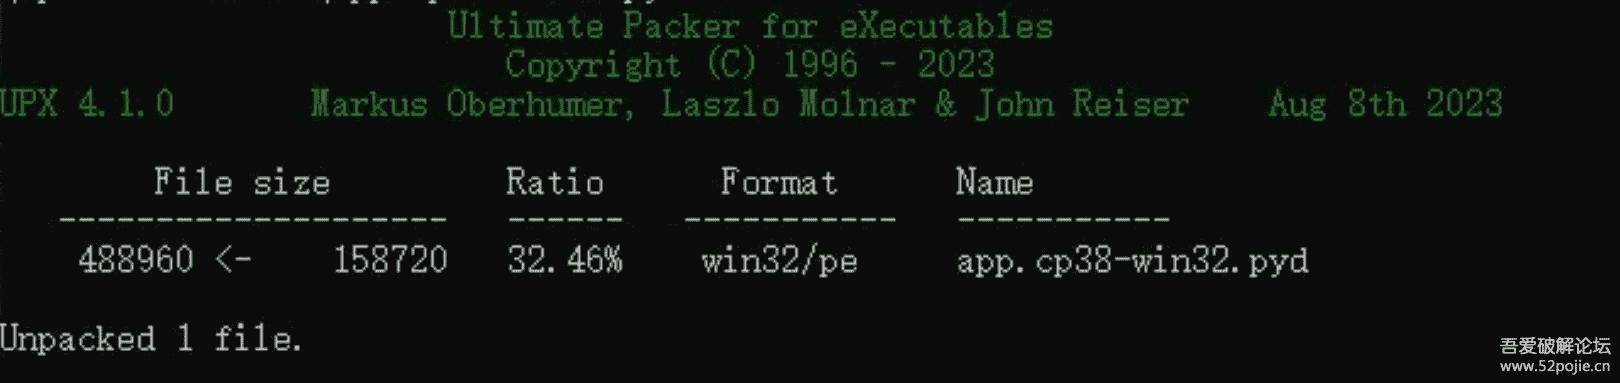 Ultimate Packer for eXecutables
Copyright (C) 1996 - 2023
UPX 4.1.0 Markus Oberhumer, Laszlo Molnar & John Reiser Aug 8th 2023
File size Ratio Format Name
-------------------- ------ ----------- -----------
488960 <- 158720 32.46% win32/pe app.cp38-win32.pyd
Unpacked 1 file.
吾爱破解论坛
www.52pojie.cn